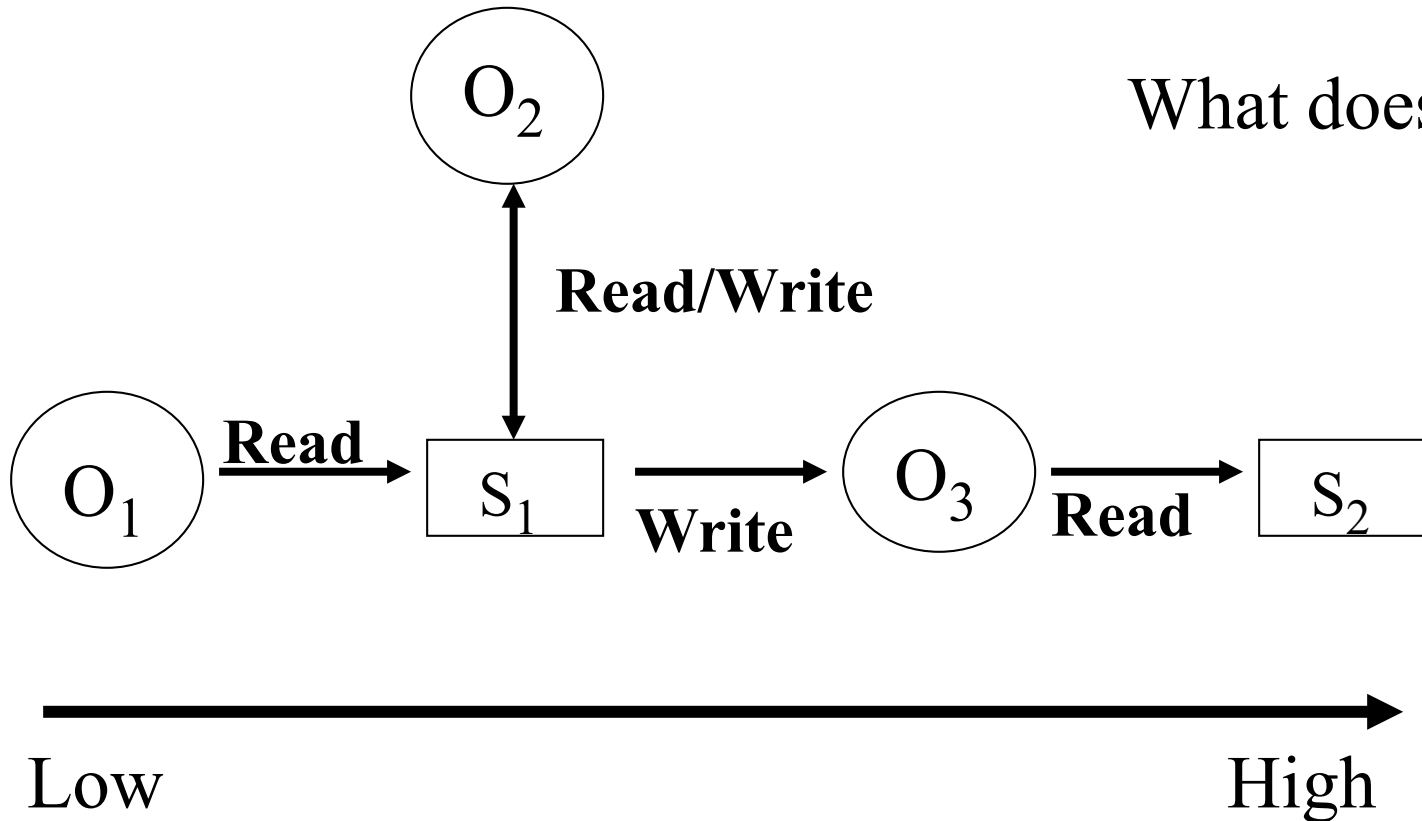 O2
What does
Read/Write
O1
Read
S1
Write
O3
Read
S2
Low
High